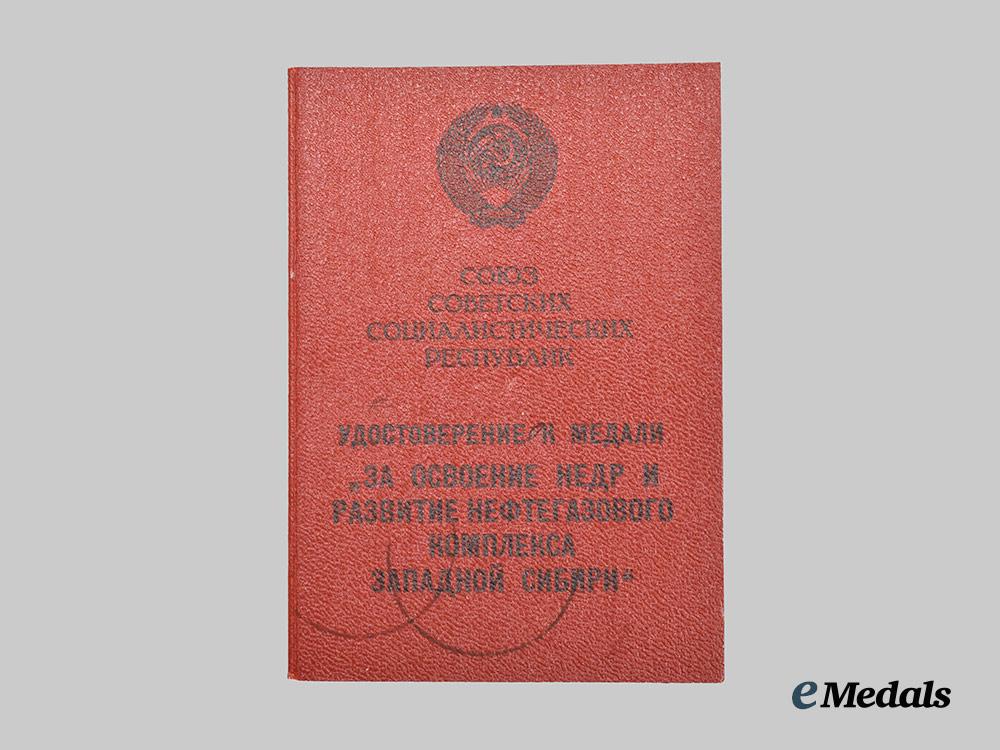 СОЮЗ
СОВЕТСКИХ
СОЦИАЛИСТИЧЕСКИХ
РЕСПУБЛИК
УДОСТОВЕРЕНИЕ К МЕДАЛИ
„ЗА ОСВОЕНИЕ НЕДР И
РАЗВИТИЕ НЕФТЕГАЗОВОГО
КОМПЛЕКСА
ЗАПАДНОЙ СИБИРИ“
eMedals